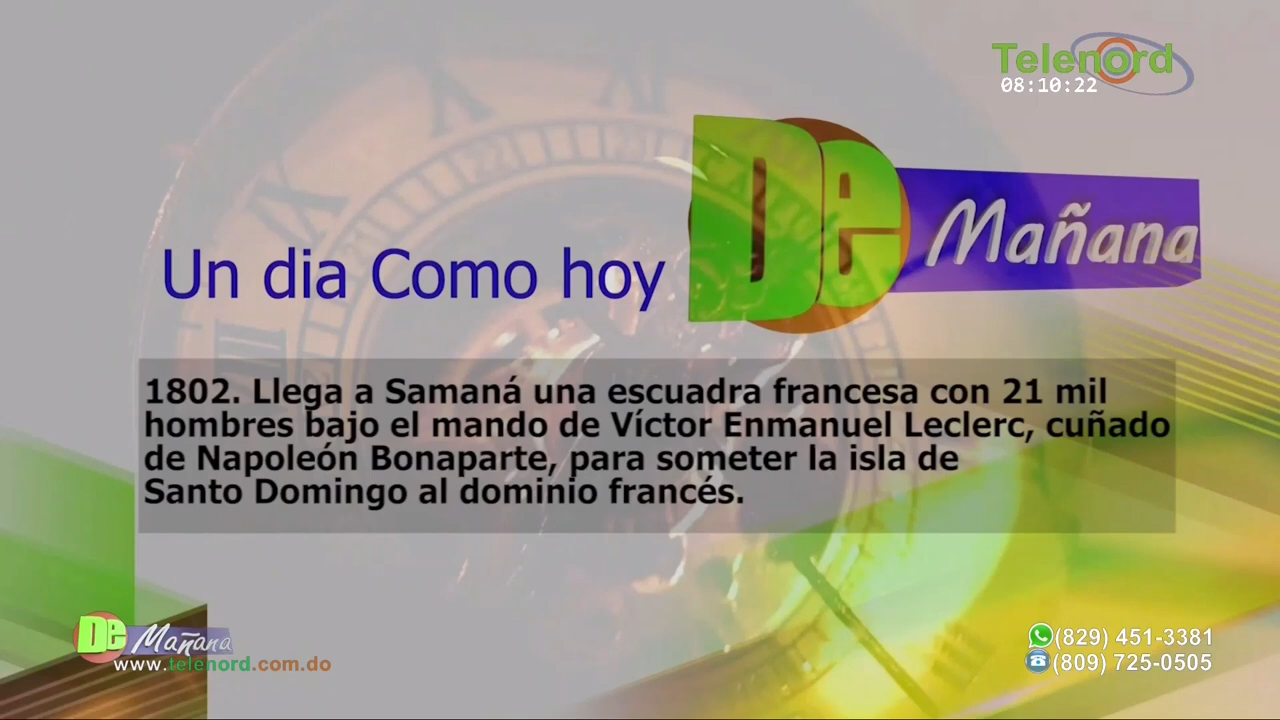 Telenord
08:10:22
De Mañana
Un dia Como hoy
1802. Llega a Samaná una escuadra francesa con 21 mil
hombres bajo el mando de Víctor Enmanuel Leclerc, cuñado
de Napoleón Bonaparte, para someter la isla de
Santo Domingo al dominio francés.
De Mañana
www.telenord.com.do
(829) 451-3381
(809) 725-0505